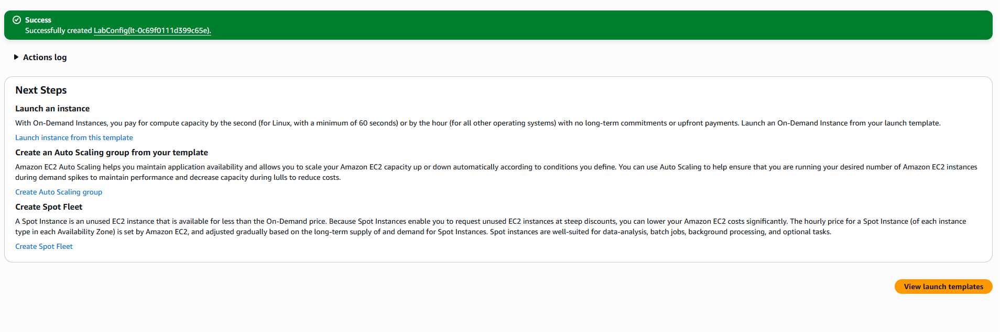 Success
Successfully created LabConfig(lt-0c69f0111d399c65e).
Actions log
Next Steps
Launch an instance
With On-Demand Instances, you pay for compute capacity by the second (for Linux, with a minimum of 60 seconds) or by the hour (for all other operating systems) with no long-term commitments or upfront payments. Launch an On-Demand Instance from your launch template.
Launch instance from this template
Create an Auto Scaling group from your template
Amazon EC2 Auto Scaling helps you maintain application availability and allows you to scale your Amazon EC2 capacity up or down automatically according to conditions you define. You can use Auto Scaling to help ensure that you are running your desired number of Amazon EC2 instances
during demand spikes to maintain performance and decrease capacity during lulls to reduce costs.
Create Auto Scaling group
Create Spot Fleet
A Spot Instance is an unused EC2 instance that is available for less than the On-Demand price. Because Spot Instances enable you to request unused EC2 instances at steep discounts, you can lower your Amazon EC2 costs significantly. The hourly price for a Spot Instance (of each instance
type in each Availability Zone) is set by Amazon EC2, and adjusted gradually based on the long-term supply of and demand for Spot Instances. Spot instances are well-suited for data-analysis, batch jobs, background processing, and optional tasks.
Create Spot Fleet
View launch templates